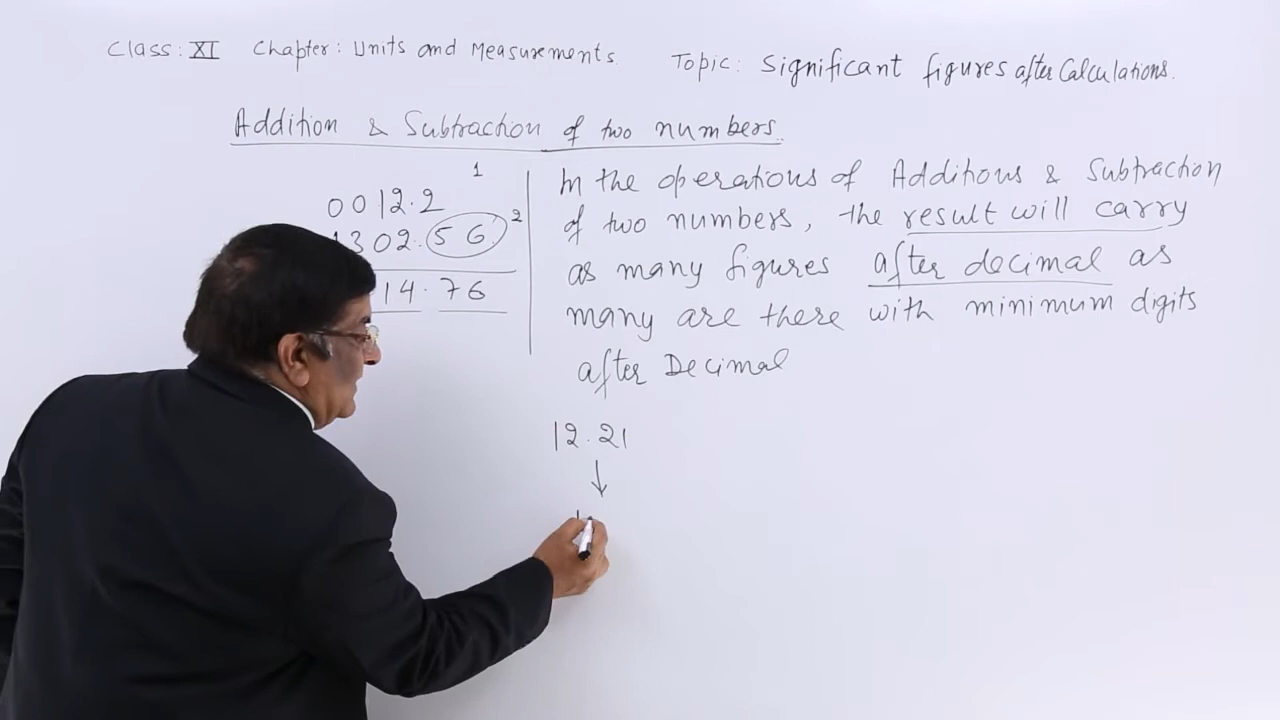 Class: XI Chapter: Units and Measurements. Topic: Significant figures after Calculations.
Addition & Subtraction of two numbers.
1
0012.2
302.56 2
14.76
In the operations of Additions & Subtraction
of two numbers, the result will carry
as many figures after decimal as
many are there with minimum digits
after Decimal
12.21